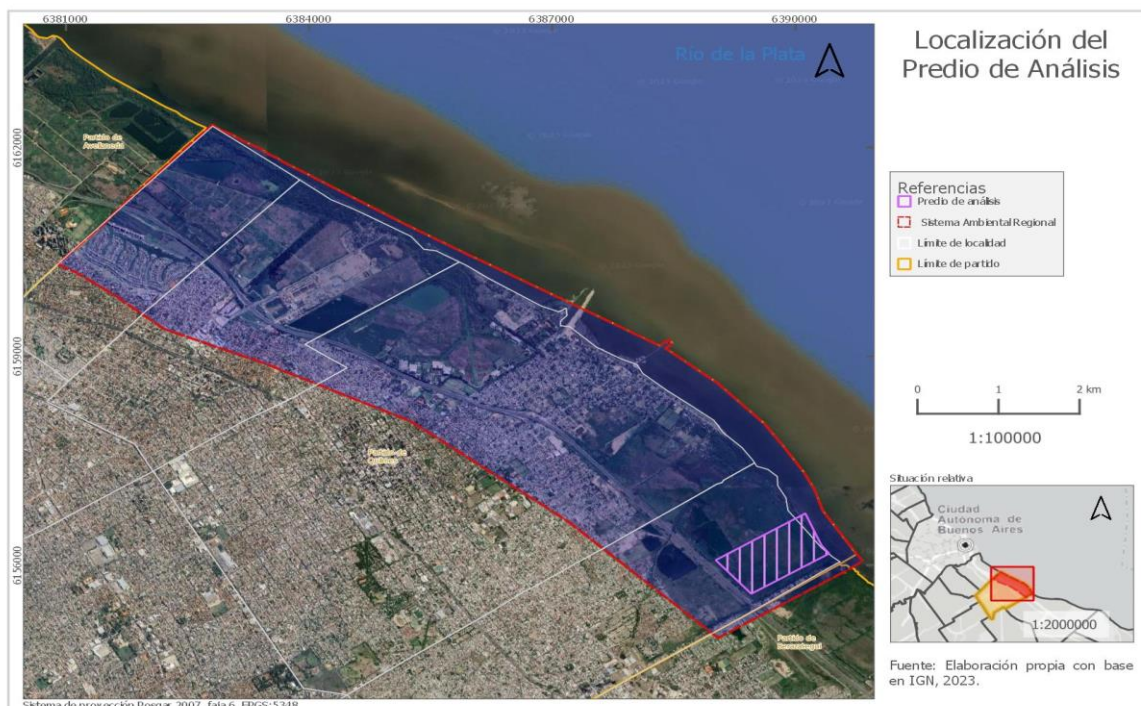 6381000
6384000
6387000
6390000
6162000
6159000
6156000
Río de la Plata
Partido de
Avellaneda
Partido de
Quilmes
Partido de
Berazategui
Sistema de proyección Posgar 2007, faja 6. EPGS:5348
Localización del
Predio de Análisis
Referencias
Predio de análisis
Sistema Ambiental Regional
Límite de localidad
Límite de partido
0 1 2 km
1:100000
Situación relativa
Ciudad
Autónoma de
Buenos Aires
1:2000000
Fuente: Elaboración propia con base
en IGN, 2023.